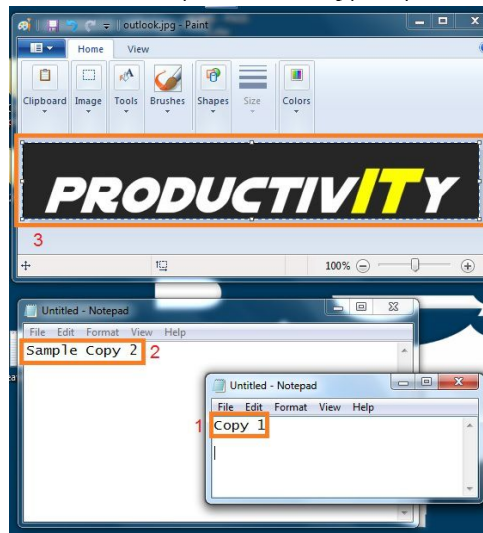 outlook.jpg - Paint
Home View
Clipboard Image Tools Brushes Shapes Size Colors
PRODUCTIVITY
3
100%
Untitled - Notepad
File Edit Format View Help
Sample Copy 2 2
Untitled - Notepad
File Edit Format View Help
1 Copy 1